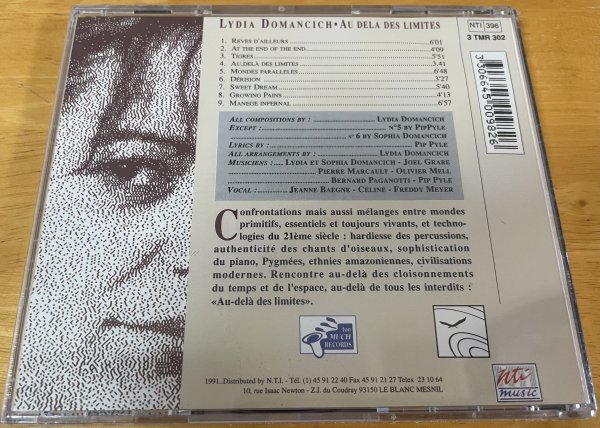 LYDIA DOMANCICH • AU DELA DES LIMITES
1. REVES D'AILLEURS 6'01
2. AT THE END OF THE END 4'09
3. TIGRES 5'51
4. AU.DELÀ DES LIMITES 3.41
5. MONDES PARALLELES 6'48
6. DÉRISION 3'27
7. SWEET DREAM 5'40
8. GROWING PAINS 4'13
9. MANEGE INFERNAL 6'57
NTI 396
3 TMR 302
3 306645 009826
ALL COMPOSITIONS BY : LYDIA DOMANCICH
EXCEPT : N°5 BY PIPPYLE
N° 6 BY SOPHIA DOMANCICH
LYRICS BY : PIP PYLE
ALL ARRANGEMENTS BY : LYDIA DOMANCICH
MUSICIENS : LYDIA ET SOPHIA DOMANCICH - JOEL GRARE
PIERRE MARCAULT - OLIVIER MELL
BERNARD PAGANOTTI - PIP PYLE
VOCAL : JEANNE BAEGNE - CÉLINE - FREDDY MEYER
Confrontations mais aussi mélanges entre mondes
primitifs, essentiels et toujours vivants, et techno-
logies du 21ème siècle : hardiesse des percussions,
authenticité des chants d'oiseaux, sophistication
du piano, Pygmées, ethnies amazoniennes, civilisations
modernes. Rencontre au-delà des cloisonnements
du temps et de l'espace, au-delà de tous les interdits :
«Au-delà des limites».
too
MUCH
RECORDS
1991. Distributed by N.T.I. - Tél. (1) 45 91 22 40 Fax 45 91 21 27 Telex 23 10 64
10, rue Isaac Newton - Z.I. du Coudray 93150 LE BLANC MESNIL
nti
music